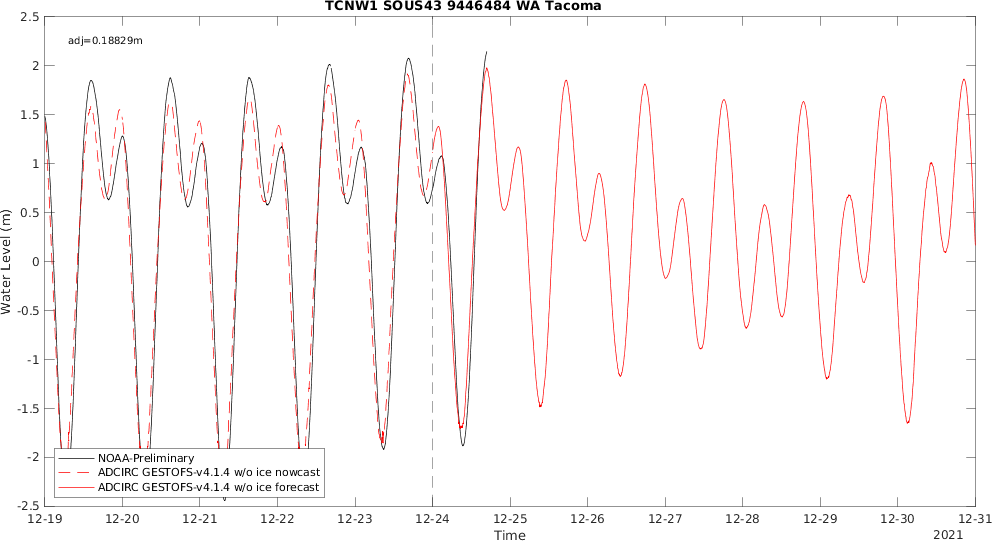 TCNW1 SOUS43 9446484 WA Tacoma
adj=0.18829m
2.5
2
1.5
1
0.5
0
-0.5
-1
-1.5
-2
-2.5
Water Level (m)
NOAA-Preliminary
ADCIRC GESTOFS-v4.1.4 w/o ice nowcast
ADCIRC GESTOFS-v4.1.4 w/o ice forecast
12-19 12-20 12-21 12-22 12-23 12-24 12-25 12-26 12-27 12-28 12-29 12-30 12-31
Time
2021